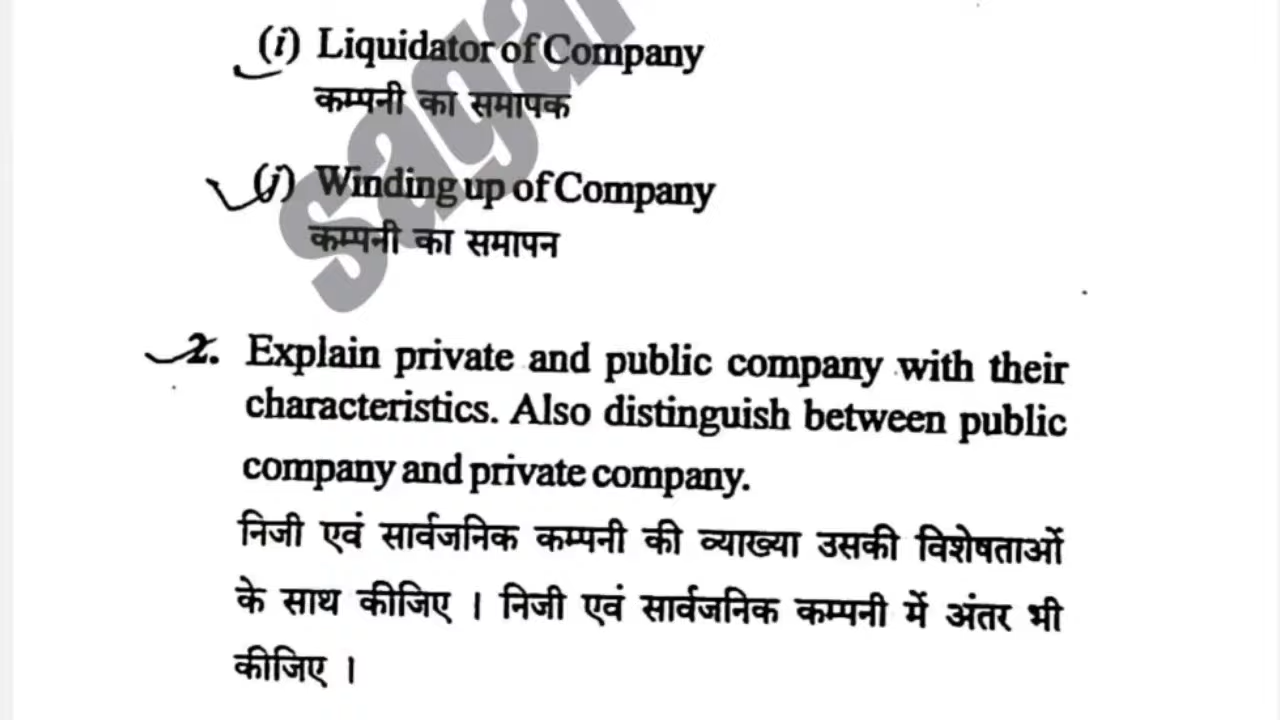 (i) Liquidator of Company
कम्पनी का समापक
(j) Winding up of Company
कम्पनी का समापन
2. Explain private and public company with their
characteristics. Also distinguish between public
company and private company.
निजी एवं सार्वजनिक कम्पनी की व्याख्या उसकी विशेषताओं
के साथ कीजिए । निजी एवं सार्वजनिक कम्पनी में अंतर भी
कीजिए ।